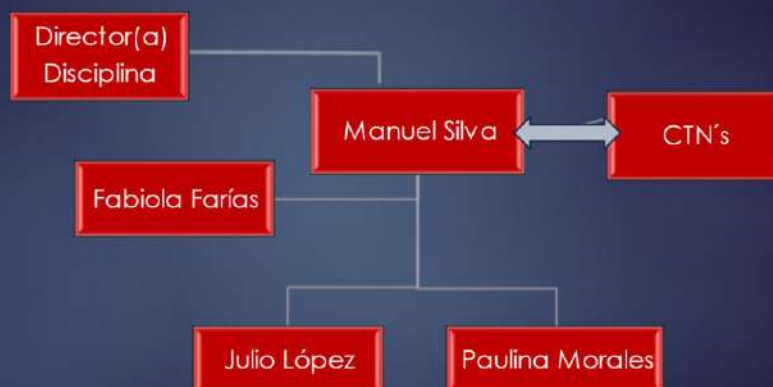 Director(a)
Disciplina
Manuel Silva
CTN´s
Fabiola Farías
Julio López
Paulina Morales